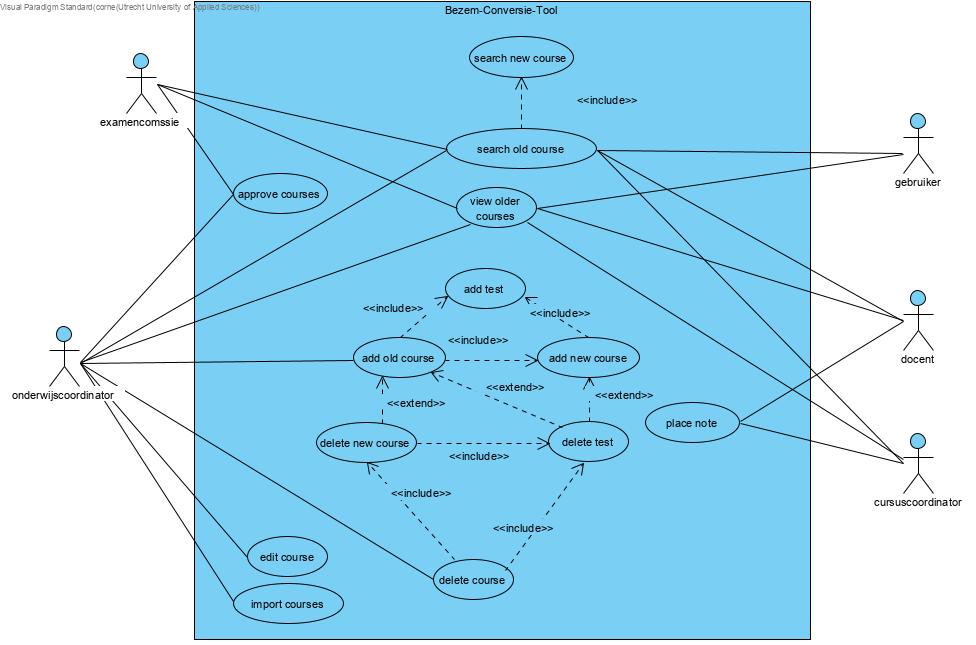 Visual Paradigm Standard(corne(Utrecht University of Applied Sciences))
Bezem-Conversie-Tool
search new course
<<include>>
examencomssie
search old course
gebruiker
approve courses
view older
courses
add test
<<include>>
<<include>>
<<include>>
add old course
add new course
docent
onderwijscoordinator
<<extend>>
<<extend>>
<<extend>>
place note
delete new course
delete test
<<include>>
<<include>>
cursuscoordinator
<<include>>
edit course
delete course
import courses